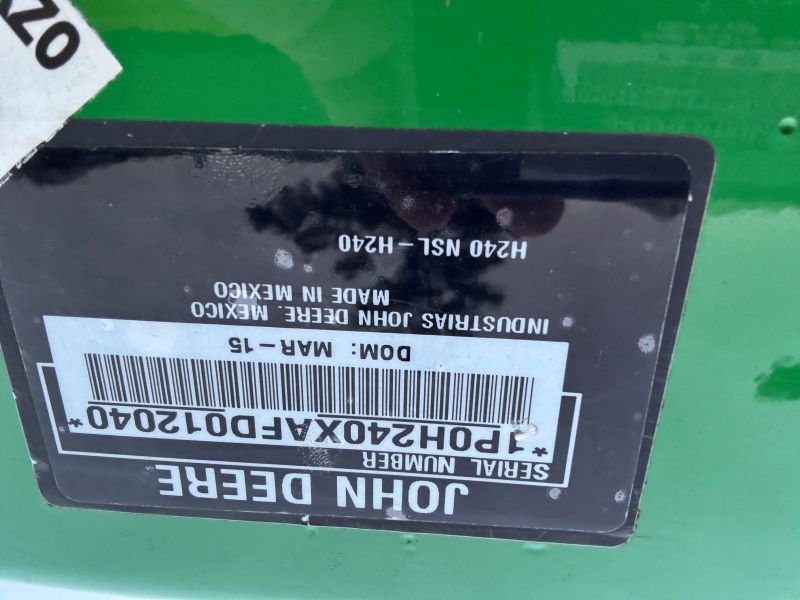 JOHN DEERE
SERIAL NUMBER
*1P0H240XAFD012040*
DOM: MAR-15
INDUSTRIAS JOHN DEERE. MEXICO
MADE IN MEXICO
H240 NSL-H240